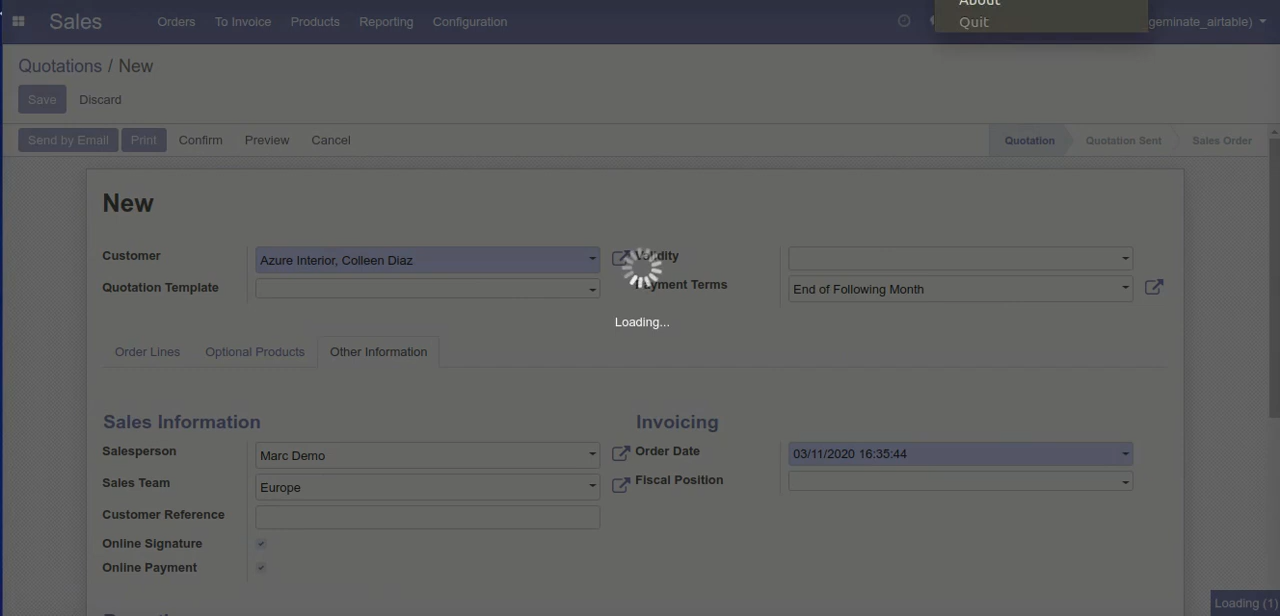 About
Quit
Sales Orders To Invoice Products Reporting Configuration geminate_airtable)
Quotations / New
Save Discard
Send by Email Print Confirm Preview Cancel Quotation Quotation Sent Sales Order
New
Customer Azure Interior, Colleen Diaz Validity
Quotation Template Payment Terms End of Following Month
Loading...
Order Lines Optional Products Other Information
Sales Information Invoicing
Salesperson Marc Demo Order Date 03/11/2020 16:35:44
Sales Team Europe Fiscal Position
Customer Reference
Online Signature
Online Payment
Loading (1)